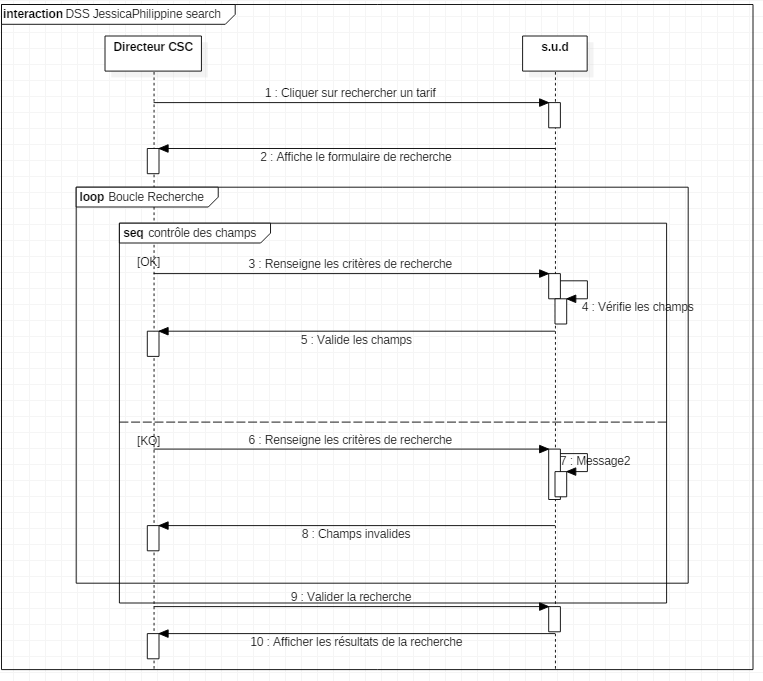 interaction DSS JessicaPhilippine search
Directeur CSC
s.u.d
1 : Cliquer sur rechercher un tarif
2 : Affiche le formulaire de recherche
loop Boucle Recherche
seq contrôle des champs
[OK]
3 : Renseigne les critères de recherche
4 : Vérifie les champs
5 : Valide les champs
[KO]
6 : Renseigne les critères de recherche
7 : Message2
8 : Champs invalides
9 : Valider la recherche
10 : Afficher les résultats de la recherche